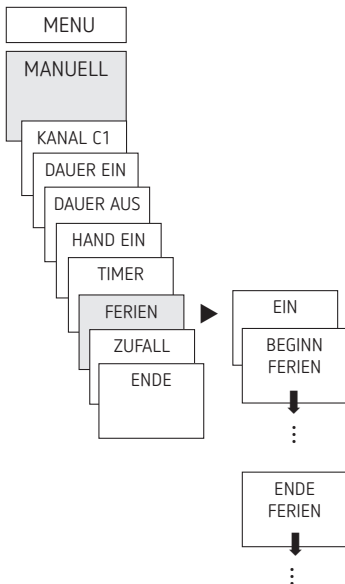 MENU
MANUELL
KANAL C1
DAUER EIN
DAUER AUS
HAND EIN
TIMER
FERIEN
ZUFALL
ENDE
EIN
BEGINN
FERIEN
ENDE
FERIEN